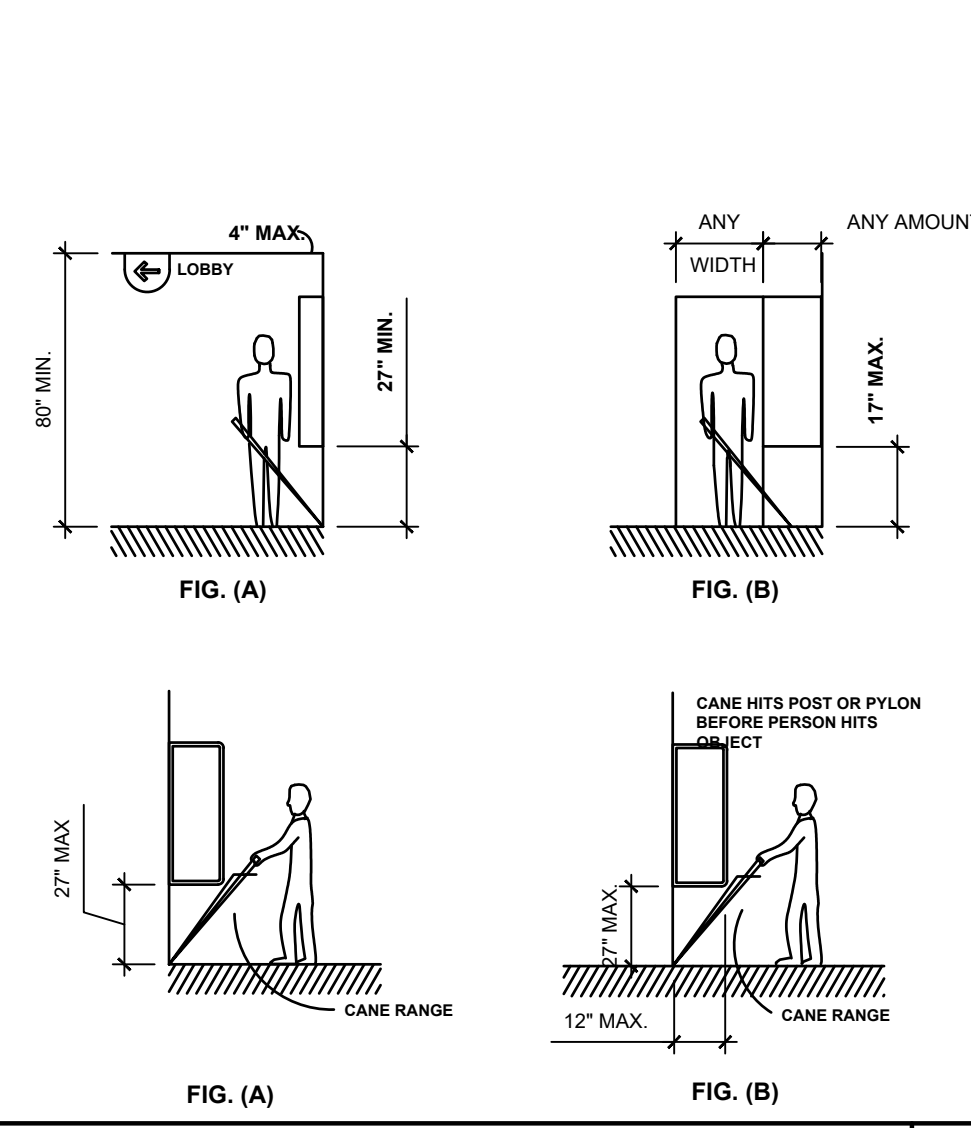 4" MAX.
LOBBY
80" MIN.
27" MIN.
FIG. (A)
ANY
WIDTH
ANY AMOUNT
17" MAX.
FIG. (B)
27" MAX
CANE RANGE
FIG. (A)
CANE HITS POST OR PYLON
BEFORE PERSON HITS
OBJECT
27" MAX.
12" MAX.
CANE RANGE
FIG. (B)